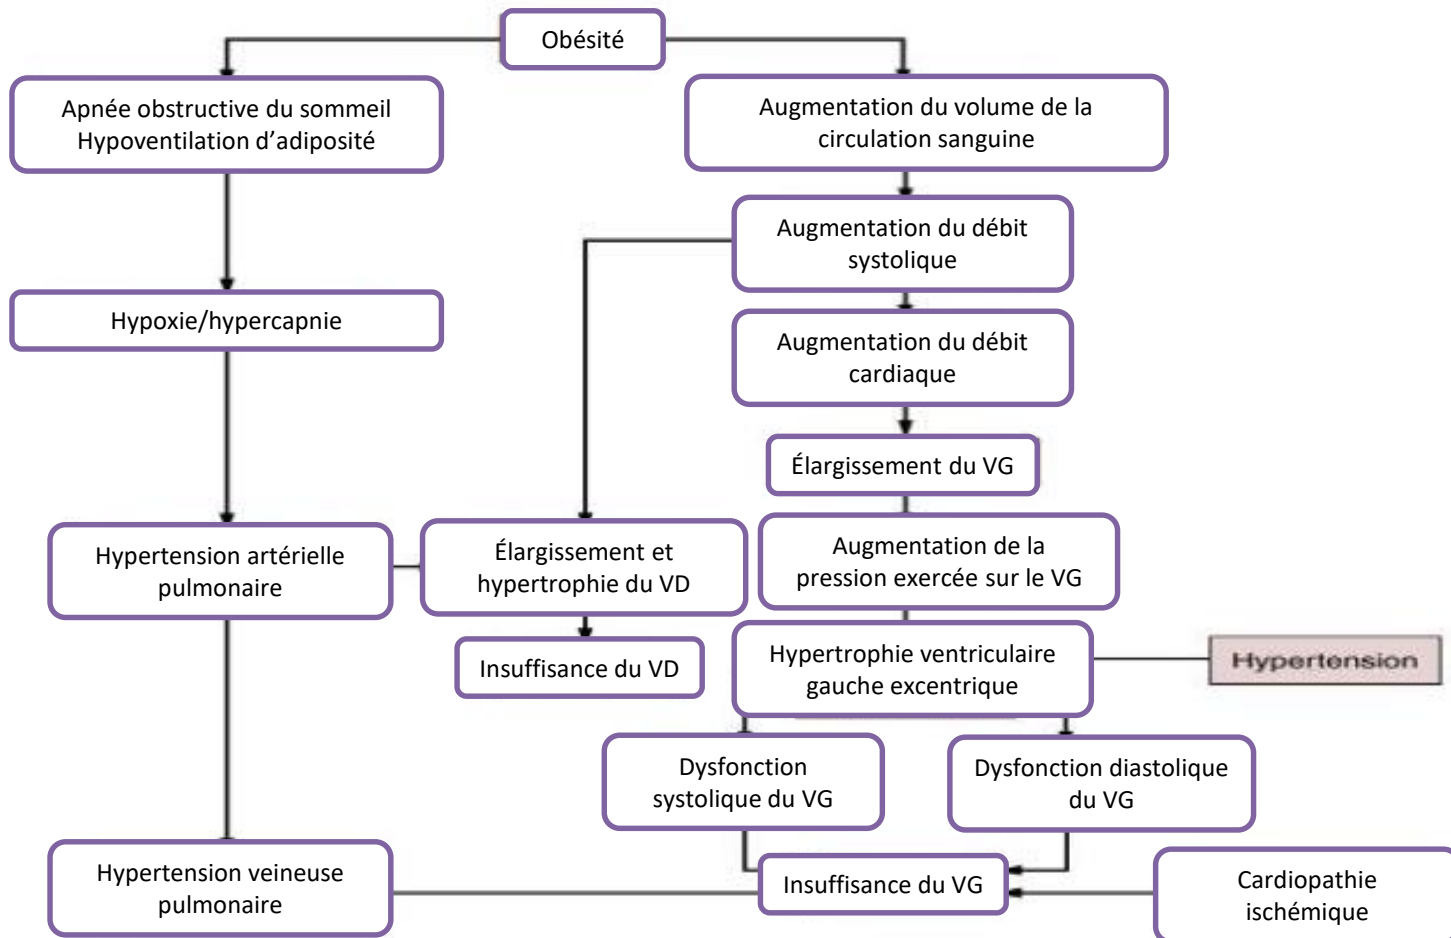 Obésité
Apnée obstructive du sommeil
Hypoventilation d’adiposité
Augmentation du volume de la
circulation sanguine
Augmentation du débit
systolique
Hypoxie/hypercapnie
Augmentation du débit
cardiaque
Élargissement du VG
Hypertension artérielle
pulmonaire
Élargissement et
hypertrophie du VD
Augmentation de la
pression exercée sur le VG
Insuffisance du VD
Hypertrophie ventriculaire
gauche excentrique
Hypertension
Dysfonction
systolique du VG
Dysfonction diastolique
du VG
Hypertension veineuse
pulmonaire
Insuffisance du VG
Cardiopathie
ischémique